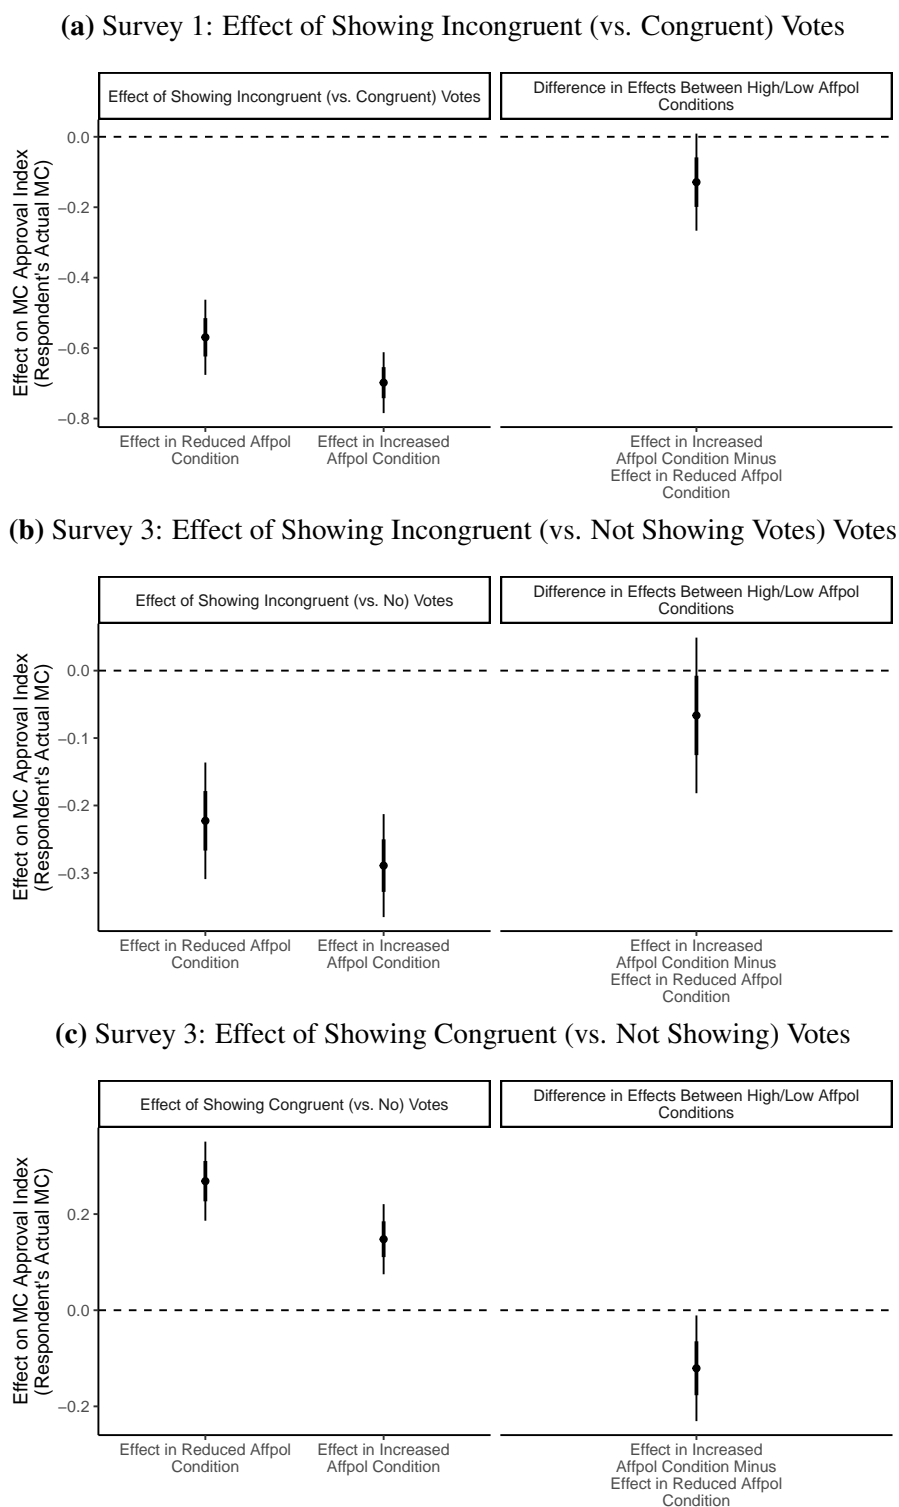 (a) Survey 1: Effect of Showing Incongruent (vs. Congruent) Votes
Effect of Showing Incongruent (vs. Congruent) Votes
Difference in Effects Between High/Low Affpol
Conditions
Effect on MC Approval Index
(Respondent's Actual MC)
0.0
−0.2
−0.4
−0.6
−0.8
Effect in Reduced Affpol
Condition
Effect in Increased
Affpol Condition
Effect in Increased
Affpol Condition Minus
Effect in Reduced Affpol
Condition
(b) Survey 3: Effect of Showing Incongruent (vs. Not Showing Votes) Votes
Effect of Showing Incongruent (vs. No) Votes
Difference in Effects Between High/Low Affpol
Conditions
Effect on MC Approval Index
(Respondent's Actual MC)
0.0
−0.1
−0.2
−0.3
Effect in Reduced Affpol
Condition
Effect in Increased
Affpol Condition
Effect in Increased
Affpol Condition Minus
Effect in Reduced Affpol
Condition
(c) Survey 3: Effect of Showing Congruent (vs. Not Showing) Votes
Effect of Showing Congruent (vs. No) Votes
Difference in Effects Between High/Low Affpol
Conditions
Effect on MC Approval Index
(Respondent's Actual MC)
0.2
0.0
−0.2
Effect in Reduced Affpol
Condition
Effect in Increased
Affpol Condition
Effect in Increased
Affpol Condition Minus
Effect in Reduced Affpol
Condition